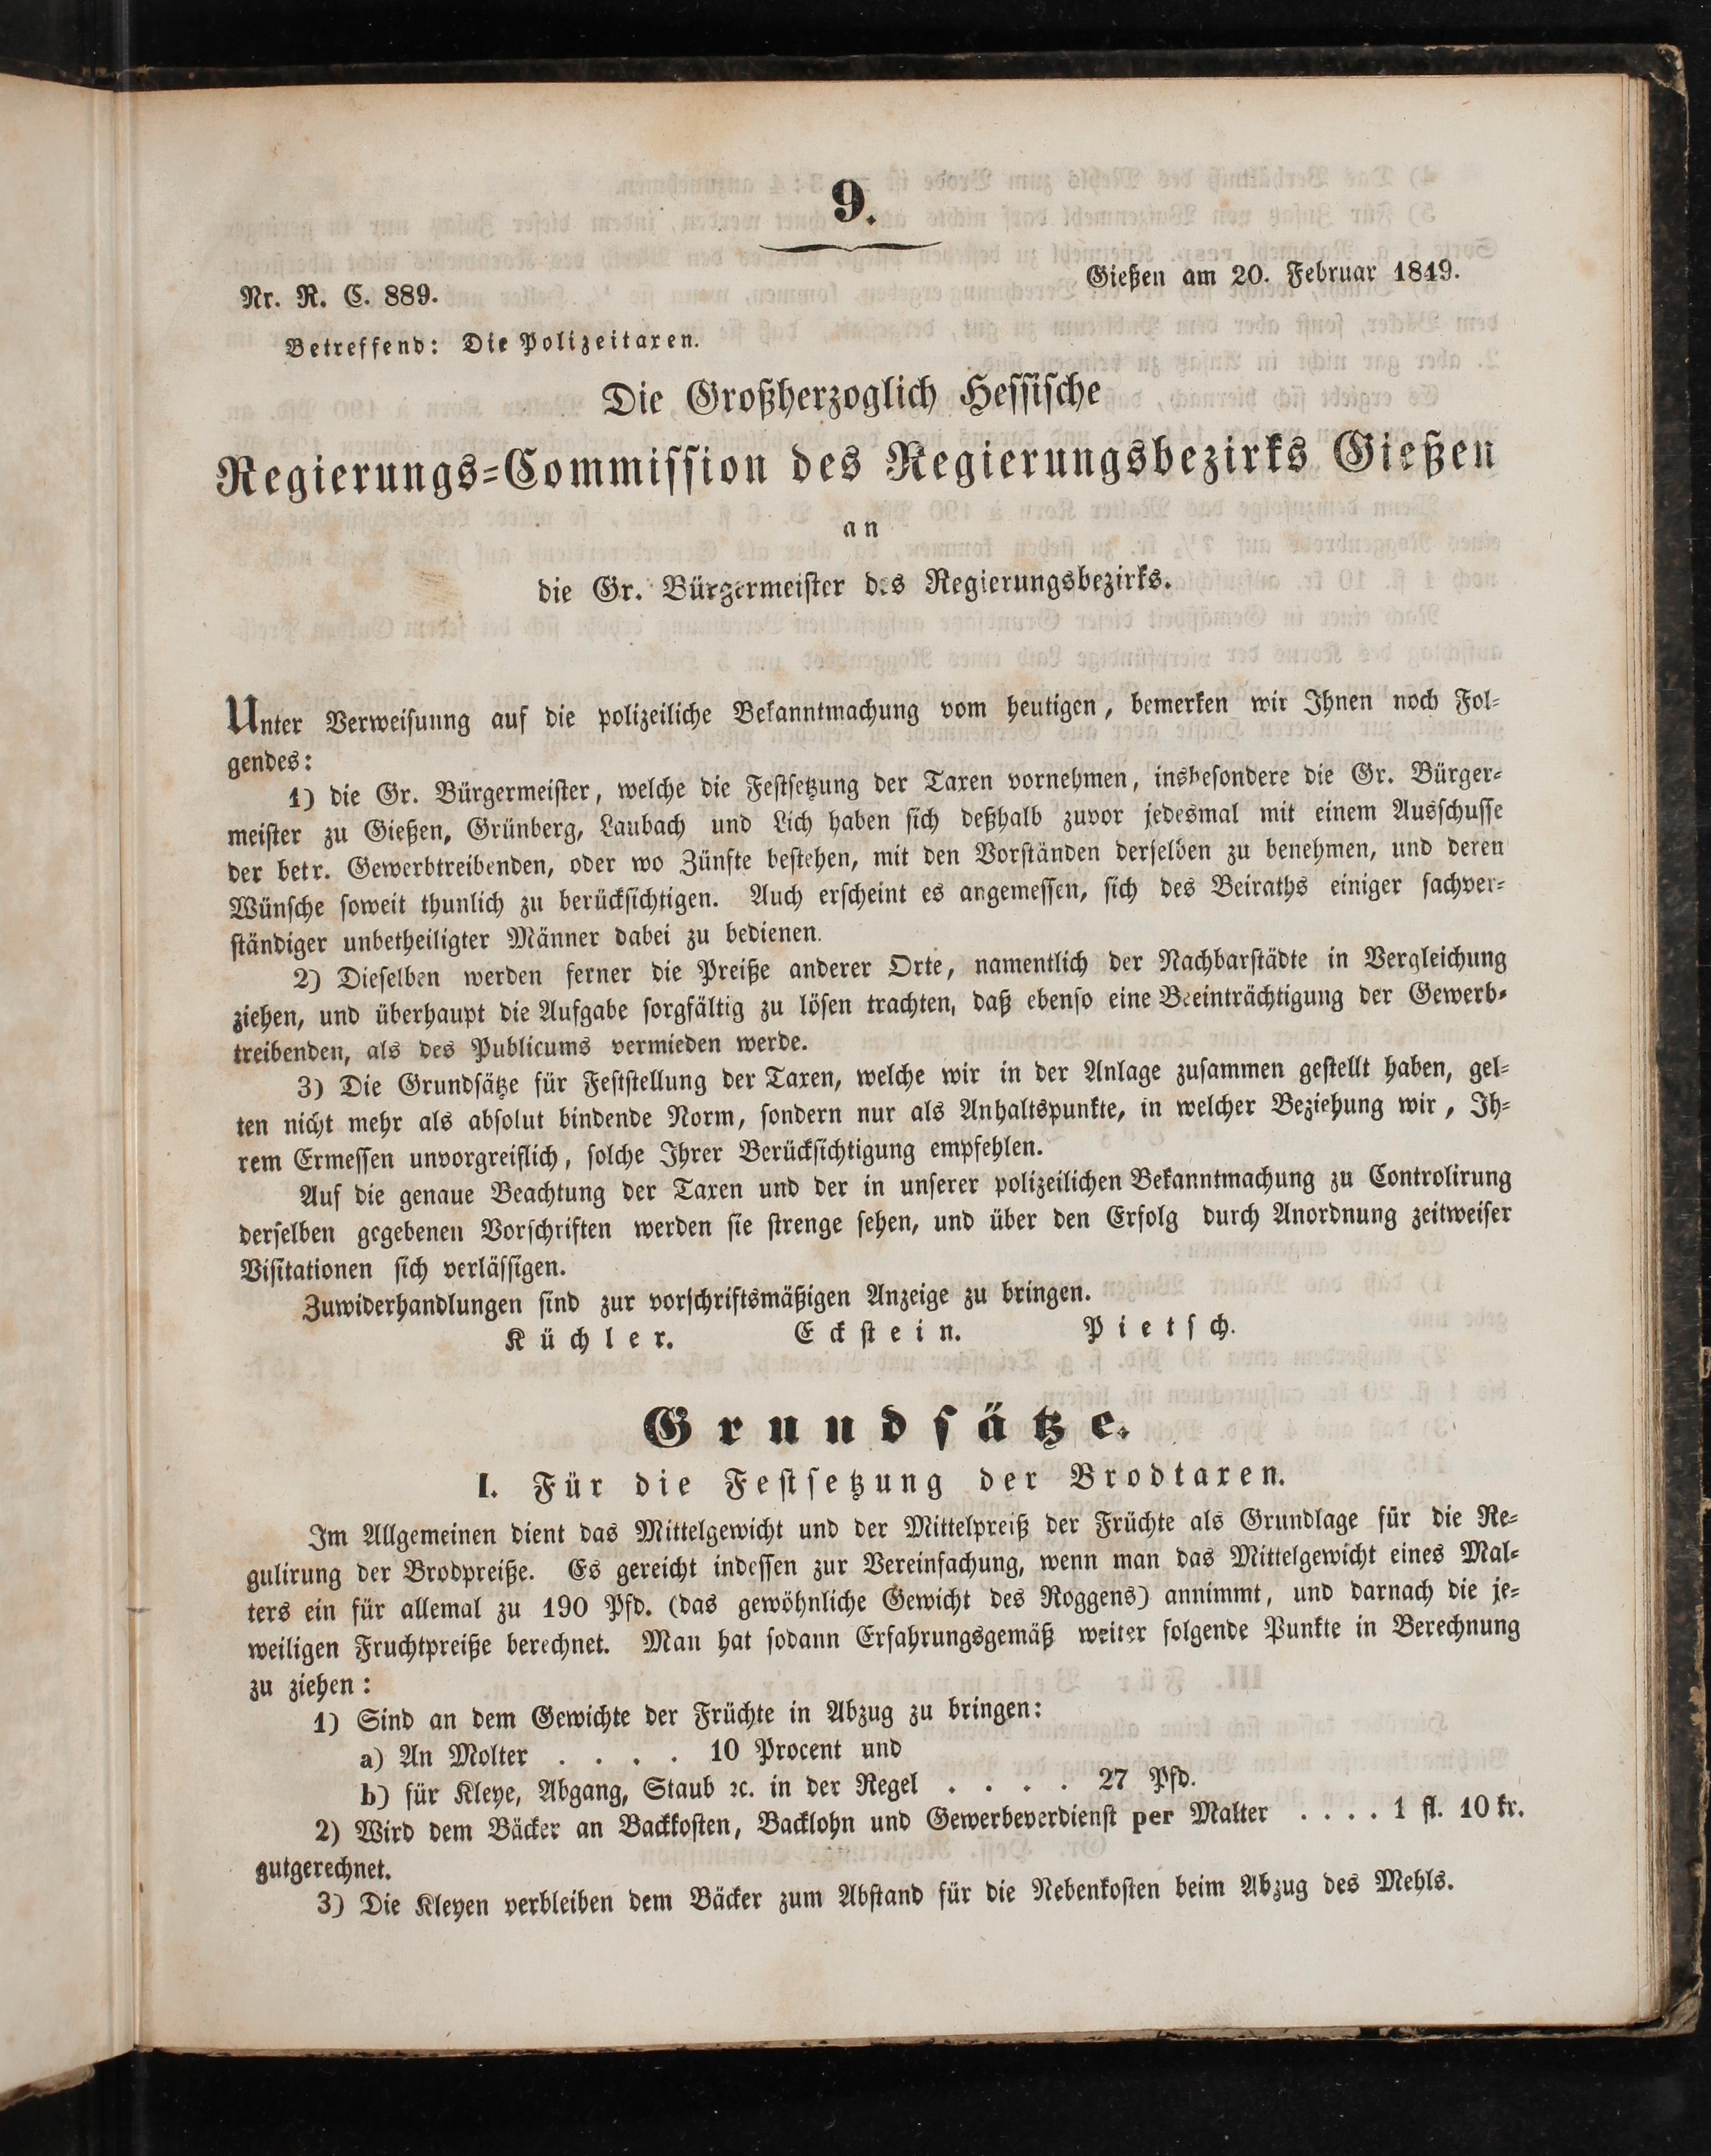 9.
Gießen am 20. Februar 1849.
Nr. R. C. 889.
Betreffend: Die Polizeitaxen.
Die Großherzoglich Hessische
Regierungs-Commission des Regierungsbezirks Gießen
an
die Gr. Bürgermeister des Regierungsbezirks.
Unter Verweisunng auf die polizeiliche Bekanntmachung vom heutigen, bemerken wir Ihnen noch Fol-
gendes:
1) die Gr. Bürgermeister, welche die Festsetzung der Taxen vornehmen, insbesondere die Gr. Bürger-
meister zu Gießen, Grünberg, Laubach und Lich haben sich deßhalb zuvor jedesmal mit einem Ausschusse
der betr. Gewerbtreibenden, oder wo Zünfte bestehen, mit den Vorständen derselben zu benehmen, und deren
Wünsche soweit thunlich zu berücksichtigen. Auch erscheint es angemessen, sich des Beiraths einiger sachver-
ständiger unbetheiligter Männer dabei zu bedienen.
2) Dieselben werden ferner die Preiße anderer Orte, namentlich der Nachbarstädte in Vergleichung
ziehen, und überhaupt die Aufgabe sorgfältig zu lösen trachten, daß ebenso eine Beeinträchtigung der Gewerb-
treibenden, als des Publicums vermieden werde.
3) Die Grundsätze für Feststellung der Taxen, welche wir in der Anlage zusammen gestellt haben, gel-
ten nicht mehr als absolut bindende Norm, sondern nur als Anhaltspunkte, in welcher Beziehung wir, Ih-
rem Ermessen unvorgreiflich, solche Ihrer Berücksichtigung empfehlen.
Auf die genaue Beachtung der Taxen und der in unserer polizeilichen Bekanntmachung zu Controlirung
derselben gegebenen Vorschriften werden sie strenge sehen, und über den Erfolg durch Anordnung zeitweiser
Visitationen sich verlässigen.
Zuwiderhandlungen sind zur vorschriftsmäßigen Anzeige zu bringen.
Küchler. Eckstein. Pietsch.
Grundsätze.
I. Für die Festsetzung der Brodtaxen.
Im Allgemeinen dient das Mittelgewicht und der Mittelpreiß der Früchte als Grundlage für die Re-
gulirung der Brodpreiße. Es gereicht indessen zur Vereinfachung, wenn man das Mittelgewicht eines Mal-
ters ein für allemal zu 190 Pfd. (das gewöhnliche Gewicht des Roggens) annimmt, und darnach die je-
weiligen Fruchtpreiße berechnet. Man hat sodann Erfahrungsgemäß weiter folgende Punkte in Berechnung
zu ziehen:
1) Sind an dem Gewichte der Früchte in Abzug zu bringen:
a) An Molter . . . . 10 Procent und
b) für Kleye, Abgang, Staub ꝛc. in der Regel . . . . 27 Pfd.
2) Wird dem Bäcker an Backkosten, Backlohn und Gewerbeverdienst per Malter . . . . 1 fl. 10 kr.
gutgerechnet.
3) Die Kleyen verbleiben dem Bäcker zum Abstand für die Nebenkosten beim Abzug des Mehls.